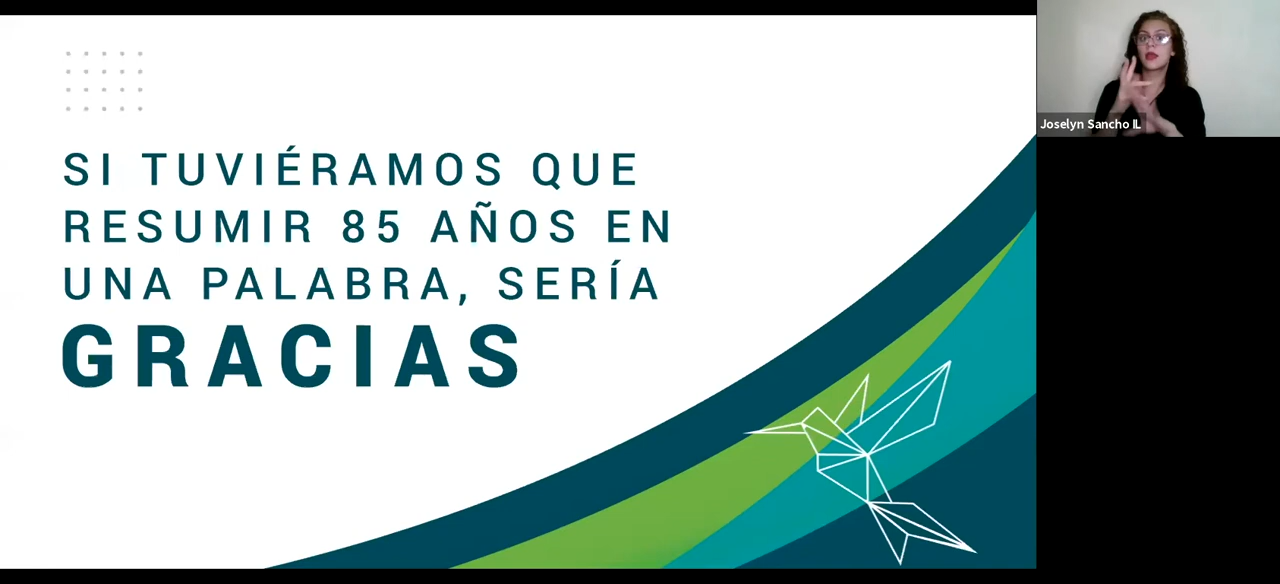 SI TUVIÉRAMOS QUE
RESUMIR 85 AÑOS EN
UNA PALABRA, SERÍA
GRACIAS
Joselyn Sancho IL